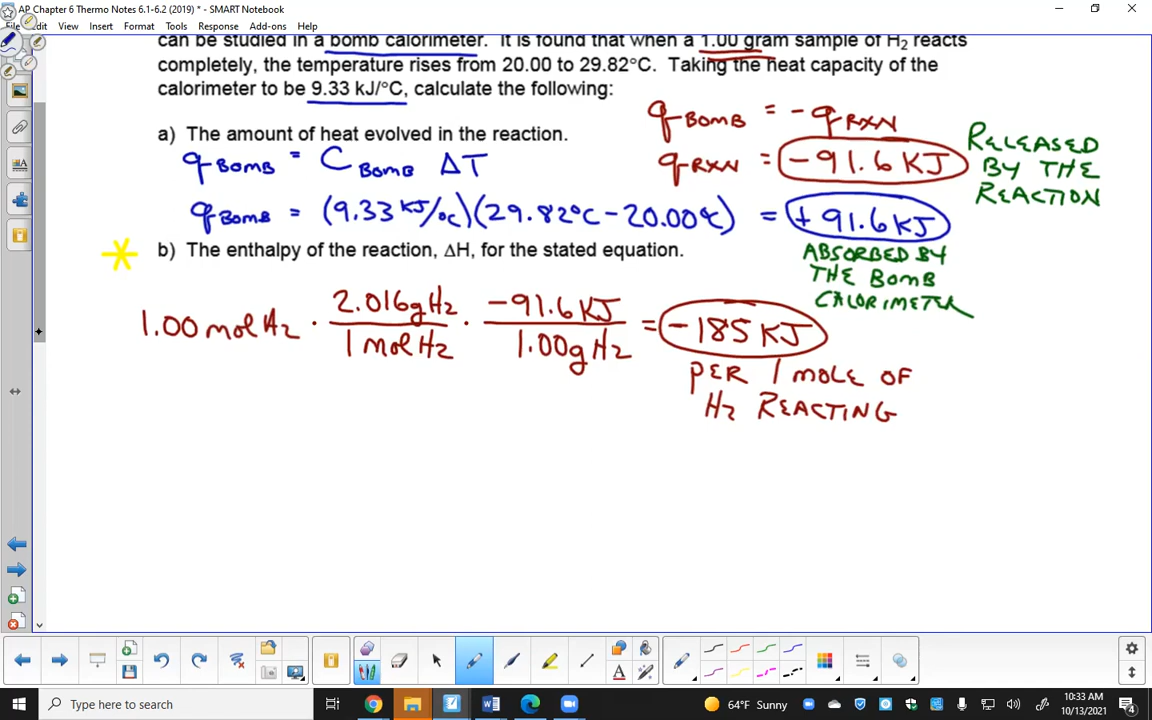 AP Chapter 6 Thermo Notes 6.1-6.2 (2019) * - SMART Notebook
File Edit View Insert Format Tools Response Add-ons Help
can be studied in a bomb calorimeter. It is found that when a 1.00 gram sample of H₂ reacts
completely, the temperature rises from 20.00 to 29.82°C. Taking the heat capacity of the
calorimeter to be 9.33 kJ/°C, calculate the following:
qBOMB = -qRXN
a) The amount of heat evolved in the reaction.
qBOMB = CBOMB ΔT
qRXN = -91.6 KJ
RELEASED
BY THE
REACTION
qBOMB = (9.33 KJ/°C)(29.82°C - 20.00°C) = +91.6KJ
b) The enthalpy of the reaction, ΔH, for the stated equation.
ABSORBED BY
THE BOMB
CALORIMETER
1.00 mol H₂ · 2.016g H₂ / 1 mol H₂ · -91.6 KJ / 1.00g H₂ = -185 KJ
PER 1 MOLE OF
H₂ REACTING
Type here to search
64°F Sunny
10:33 AM
10/13/2021
4